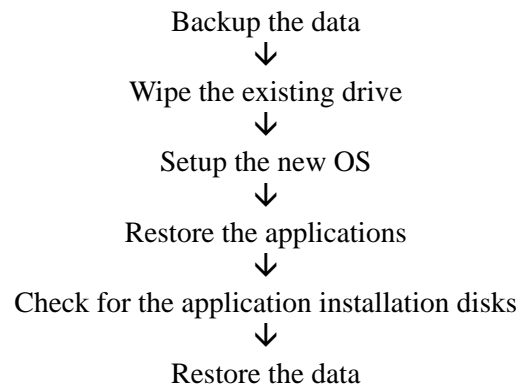 Backup the data
↓
Wipe the existing drive
↓
Setup the new OS
↓
Restore the applications
↓
Check for the application installation disks
↓
Restore the data